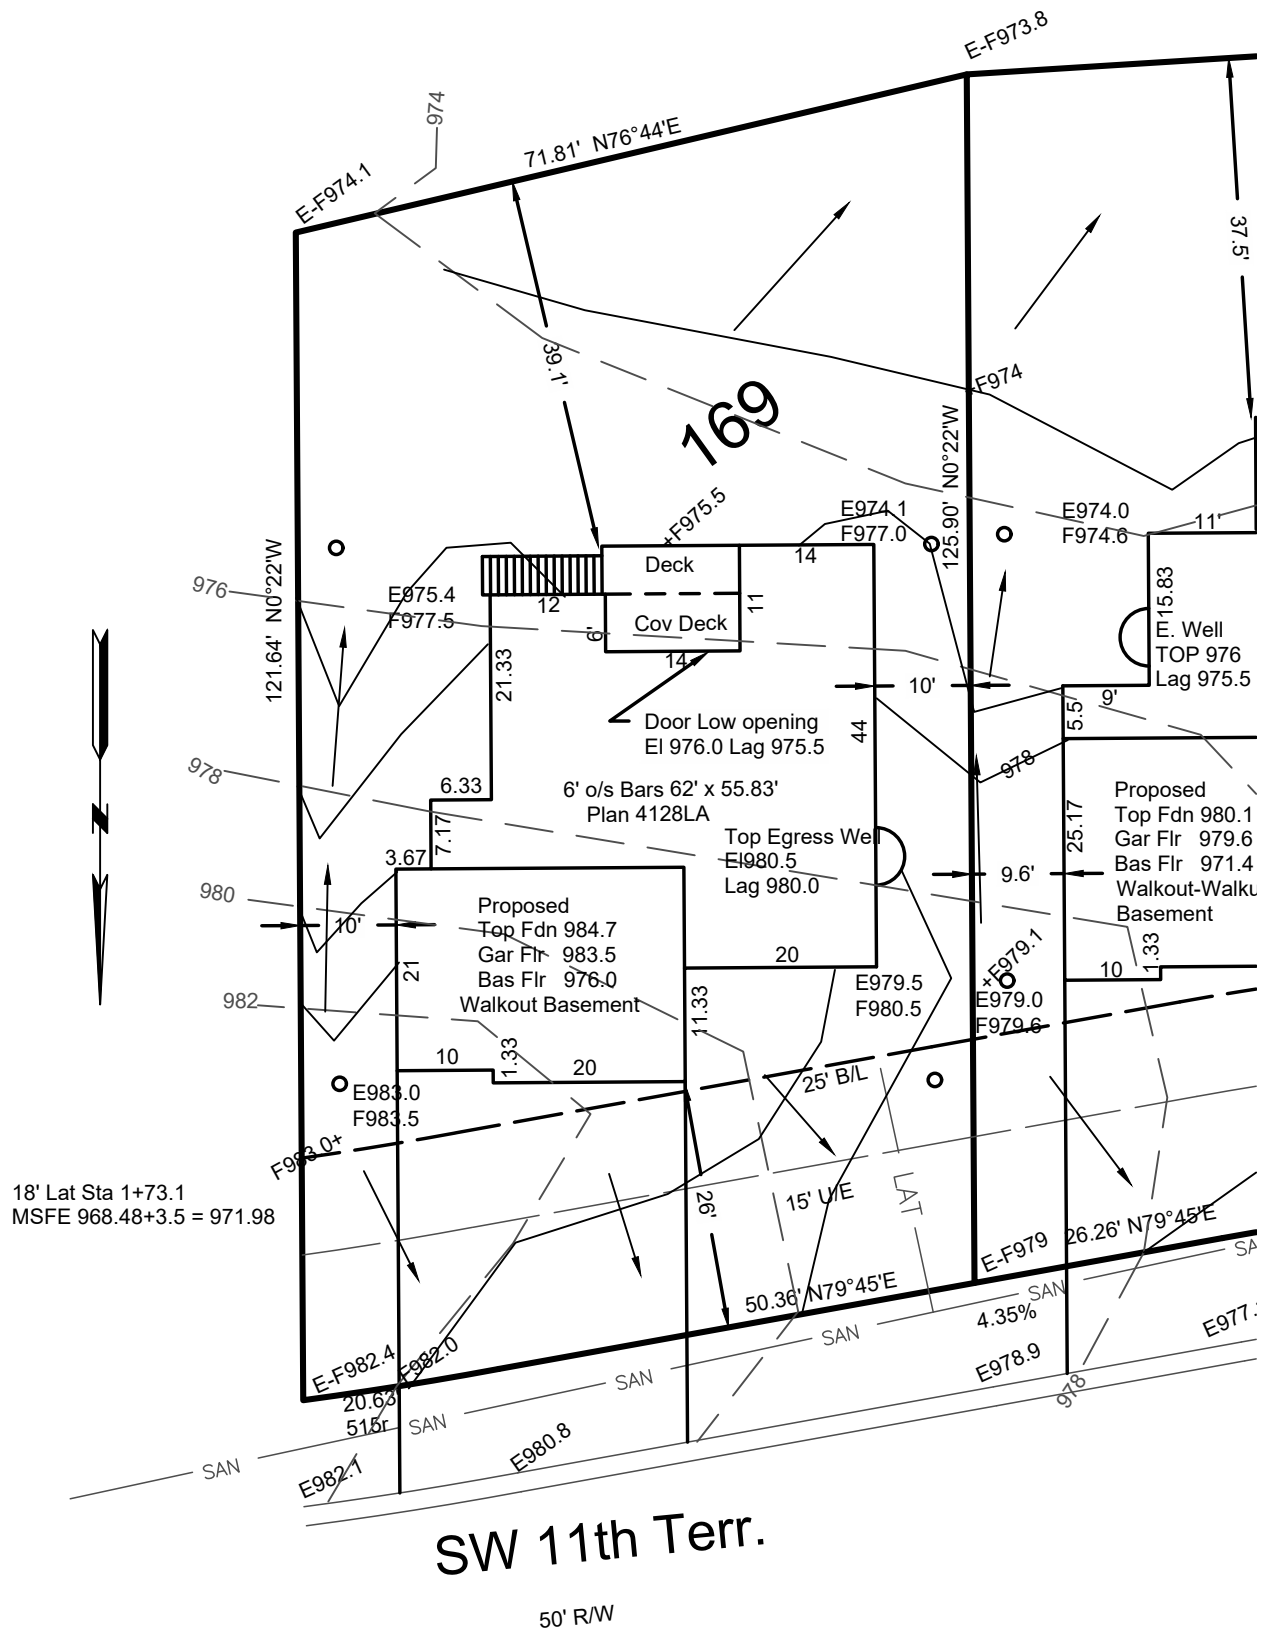 E-F973.8
974
71.81' N76°44'E
E-F974.1
37.5'
39.1'
F974
169
125.90' N0°22'W
+F975.5
E974.1
F977.0
E974.0
F974.6
11'
14
Deck
121.64' N0°22'W
976
E975.4
F977.5
12
11
15.83
6'
Cov Deck
E. Well
TOP 976
Lag 975.5
14
21.33
10'
9'
5.5'
Door Low opening
El 976.0 Lag 975.5
44
978
978
6.33
6' o/s Bars 62' x 55.83'
Plan 4128LA
Proposed
Top Fdn 980.1
Gar Flr 979.6
Bas Flr 971.4
Walkout-Walku
Basement
25.17
7.17
Top Egress Well
El980.5
Lag 980.0
3.67
9.6'
980
10'
Proposed
Top Fdn 984.7
Gar Flr 983.5
Bas Flr 976.0
Walkout Basement
20
21
+E979.1
1.33
10
E979.5
F980.5
E979.0
F979.6
982
11.33
10
1.33
20
25' B/L
E983.0
F983.5
F983.0+
18' Lat Sta 1+73.1
MSFE 968.48+3.5 = 971.98
15' U/E
LAT
26'
E-F979
26.26' N79°45'E
SA
50.36' N79°45'E
SAN
4.35%
E977.
SAN
E978.9
E-F982.4
F982.0
SAN
978
20.63'
515r
SAN
E980.8
SAN
E982.1
SW 11th Terr.
50' R/W
N